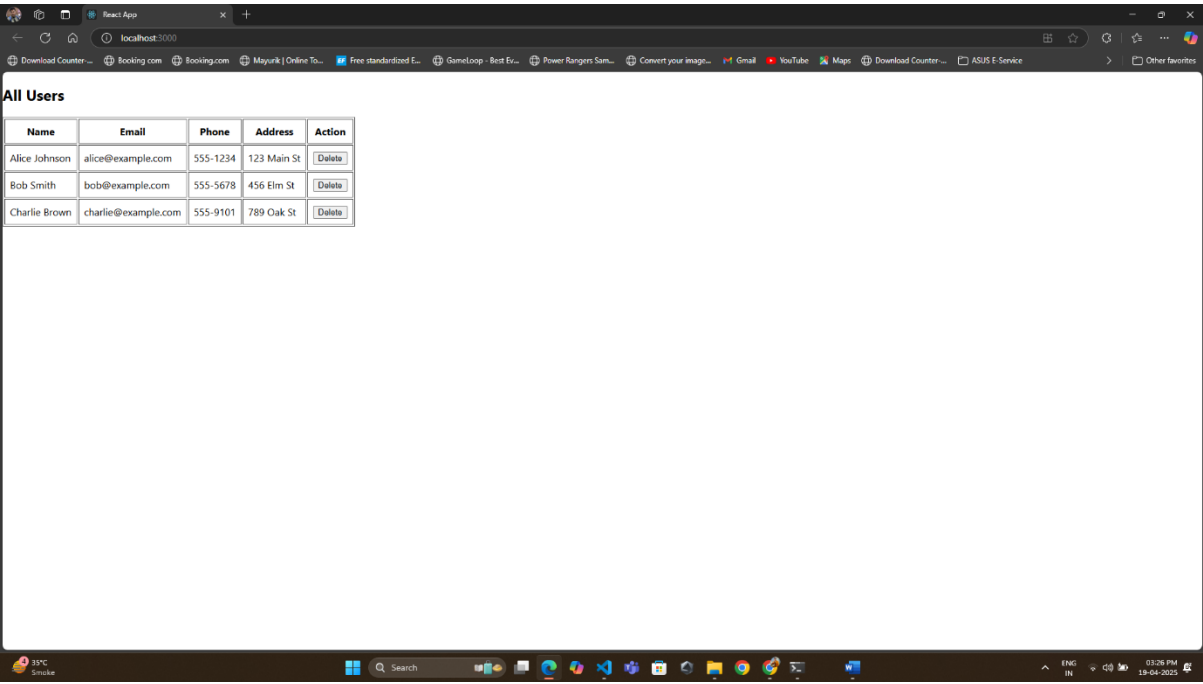 React App
localhost:3000
Download Counter-... Booking com Booking.com Mayurik | Online To... Free standardized E... GameLoop - Best Ev... Power Rangers Sam... Convert your image... Gmail YouTube Maps Download Counter-... ASUS E-Service Other favorites
All Users
Name Email Phone Address Action
Alice Johnson alice@example.com 555-1234 123 Main St Delete
Bob Smith bob@example.com 555-5678 456 Elm St Delete
Charlie Brown charlie@example.com 555-9101 789 Oak St Delete
4 35°C Search ENG 03:26 PM
Smoke IN 19-04-2025